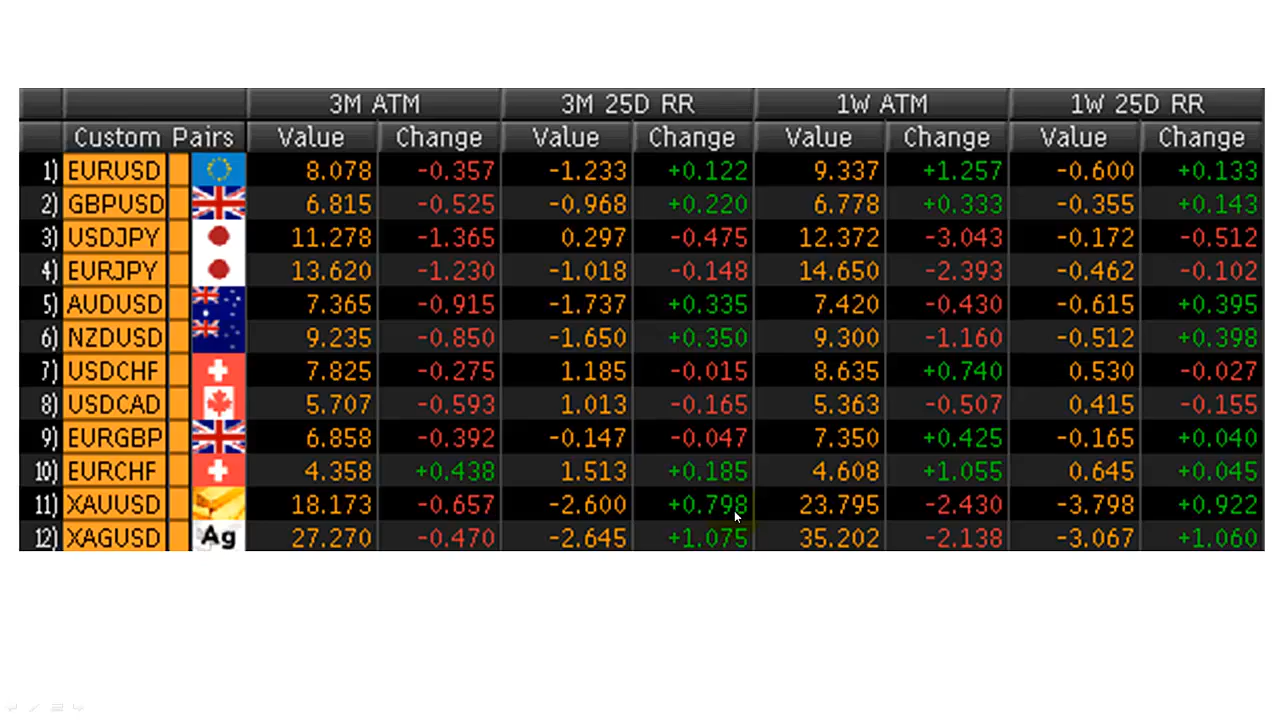 3M ATM 3M 25D RR 1W ATM 1W 25D RR
Custom Pairs Value Change Value Change Value Change Value Change
1) EURUSD 8.078 -0.357 -1.233 +0.122 9.337 +1.257 -0.600 +0.133
2) GBPUSD 6.815 -0.525 -0.968 +0.220 6.778 +0.333 -0.355 +0.143
3) USDJPY 11.278 -1.365 0.297 -0.475 12.372 -3.043 -0.172 -0.512
4) EURJPY 13.620 -1.230 -1.018 -0.148 14.650 -2.393 -0.462 -0.102
5) AUDUSD 7.365 -0.915 -1.737 +0.335 7.420 -0.430 -0.615 +0.395
6) NZDUSD 9.235 -0.850 -1.650 +0.350 9.300 -1.160 -0.512 +0.398
7) USDCHF 7.825 -0.275 1.185 -0.015 8.635 +0.740 0.530 -0.027
8) USDCAD 5.707 -0.593 1.013 -0.165 5.363 -0.507 0.415 -0.155
9) EURGBP 6.858 -0.392 -0.147 -0.047 7.350 +0.425 -0.165 +0.040
10) EURCHF 4.358 +0.438 1.513 +0.185 4.608 +1.055 0.645 +0.045
11) XAUUSD 18.173 -0.657 -2.600 +0.798 23.795 -2.430 -3.798 +0.922
12) XAGUSD Ag 27.270 -0.470 -2.645 +1.075 35.202 -2.138 -3.067 +1.060